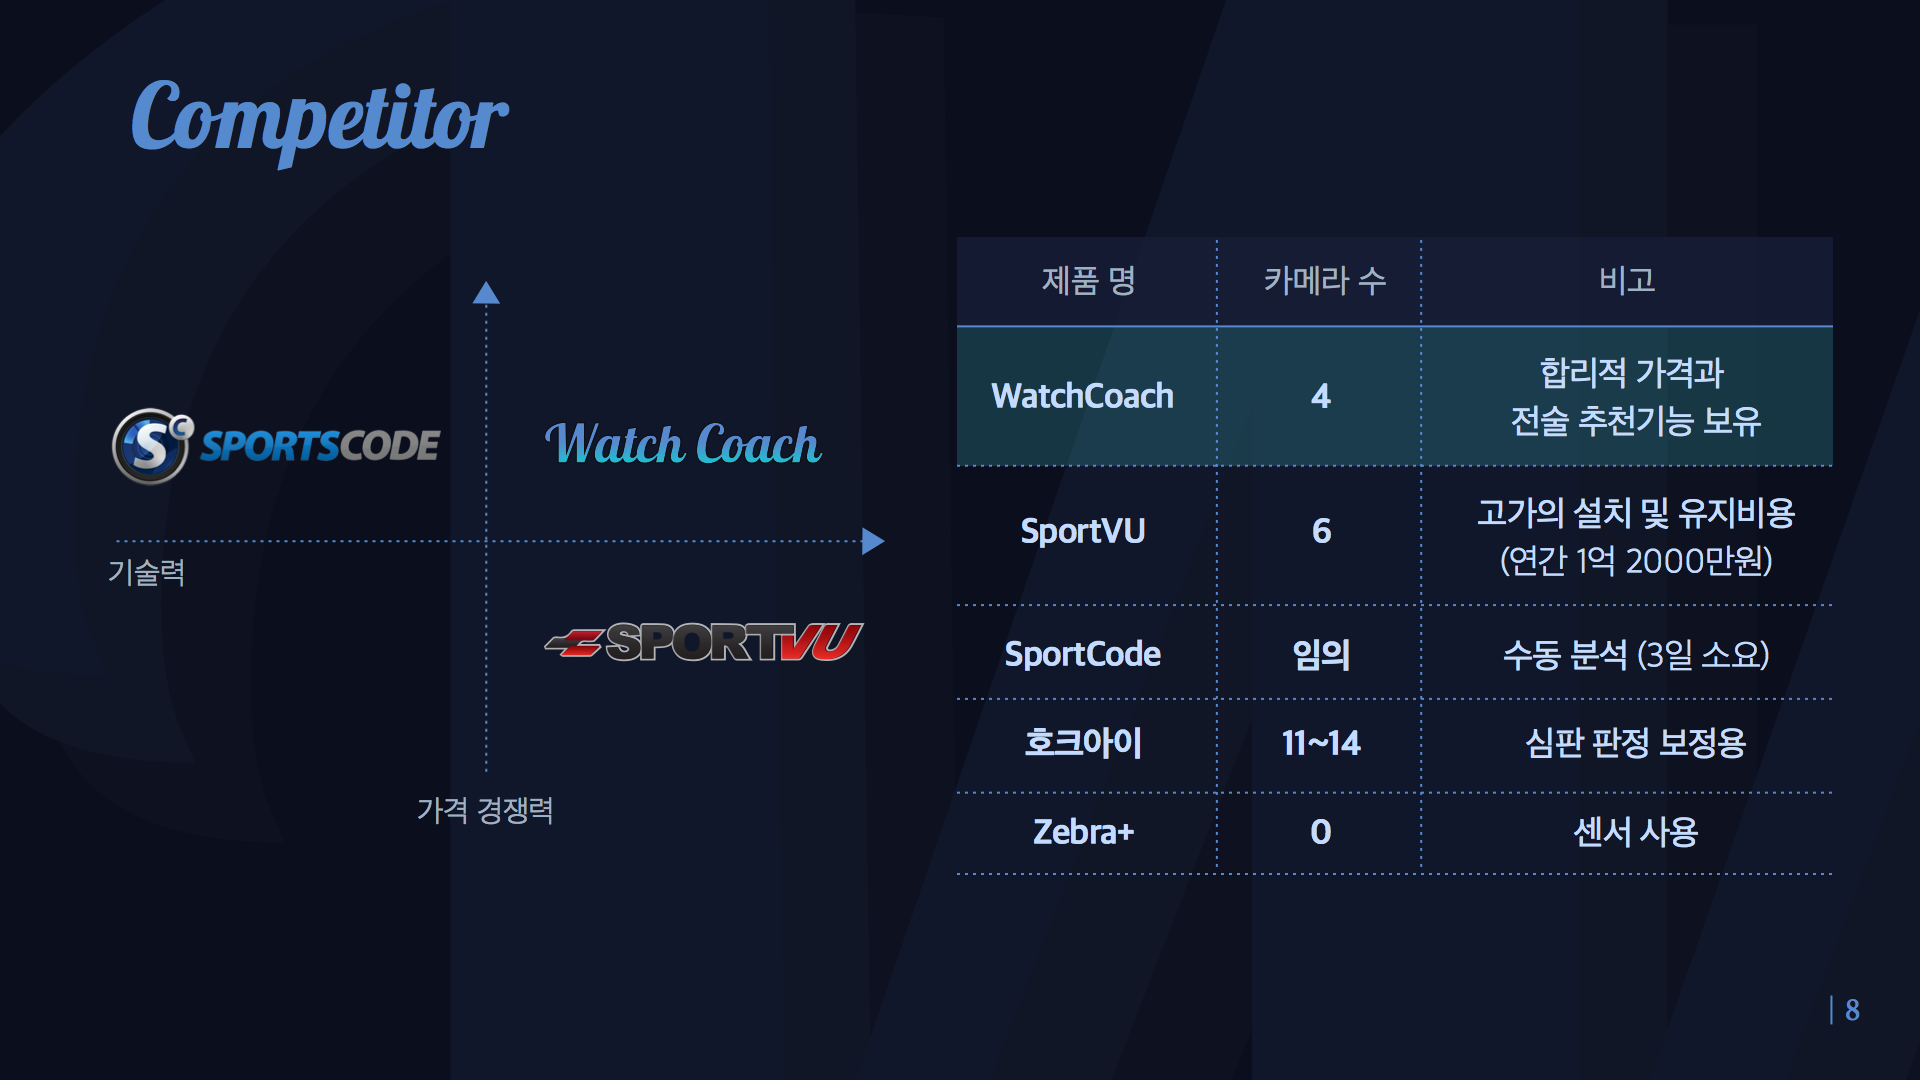 Competitor
SC SPORTSCODE
Watch Coach
기술력
SPORTVU
가격 경쟁력
제품 명 카메라 수 비고
WatchCoach 4 합리적 가격과
전술 추천기능 보유
SportVU 6 고가의 설치 및 유지비용
(연간 1억 2000만원)
SportCode 임의 수동 분석 (3일 소요)
호크아이 11~14 심판 판정 보정용
Zebra+ 0 센서 사용
8